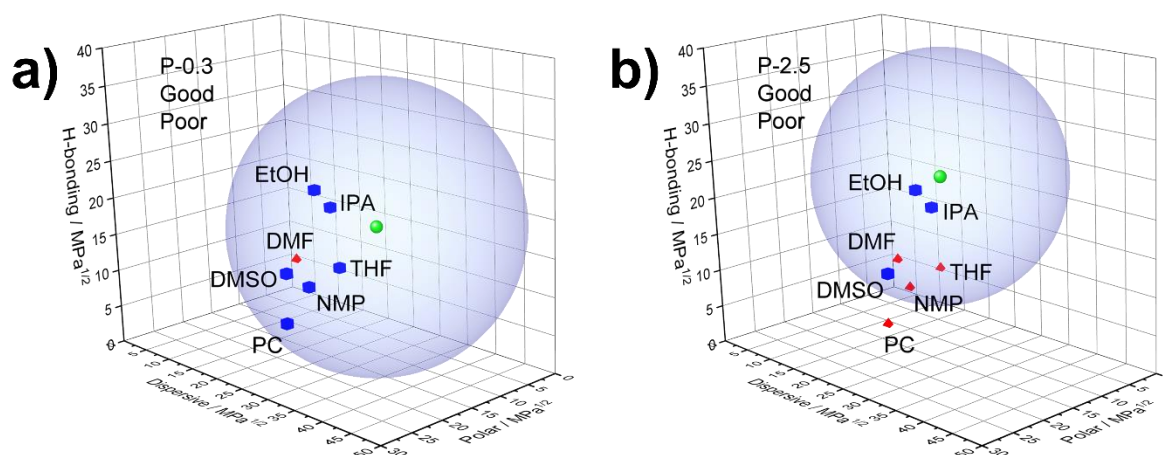 a)
P-0.3
Good
Poor
40
35
30
25
20
15
10
5
0
H-bonding / MPa1/2
EtOH
IPA
DMF
THF
DMSO
NMP
PC
5
10
15
20
25
30
35
40
45
50
Dispersive / MPa 1/2
0
5
10
15
20
25
30
Polar / MPa1/2
b)
P-2.5
Good
Poor
40
35
30
25
20
15
10
5
0
H-bonding / MPa1/2
EtOH
IPA
DMF
THF
DMSO
NMP
PC
5
10
15
20
25
30
35
40
45
50
Dispersive / MPa 1/2
0
5
10
15
20
25
30
Polar / MPa1/2